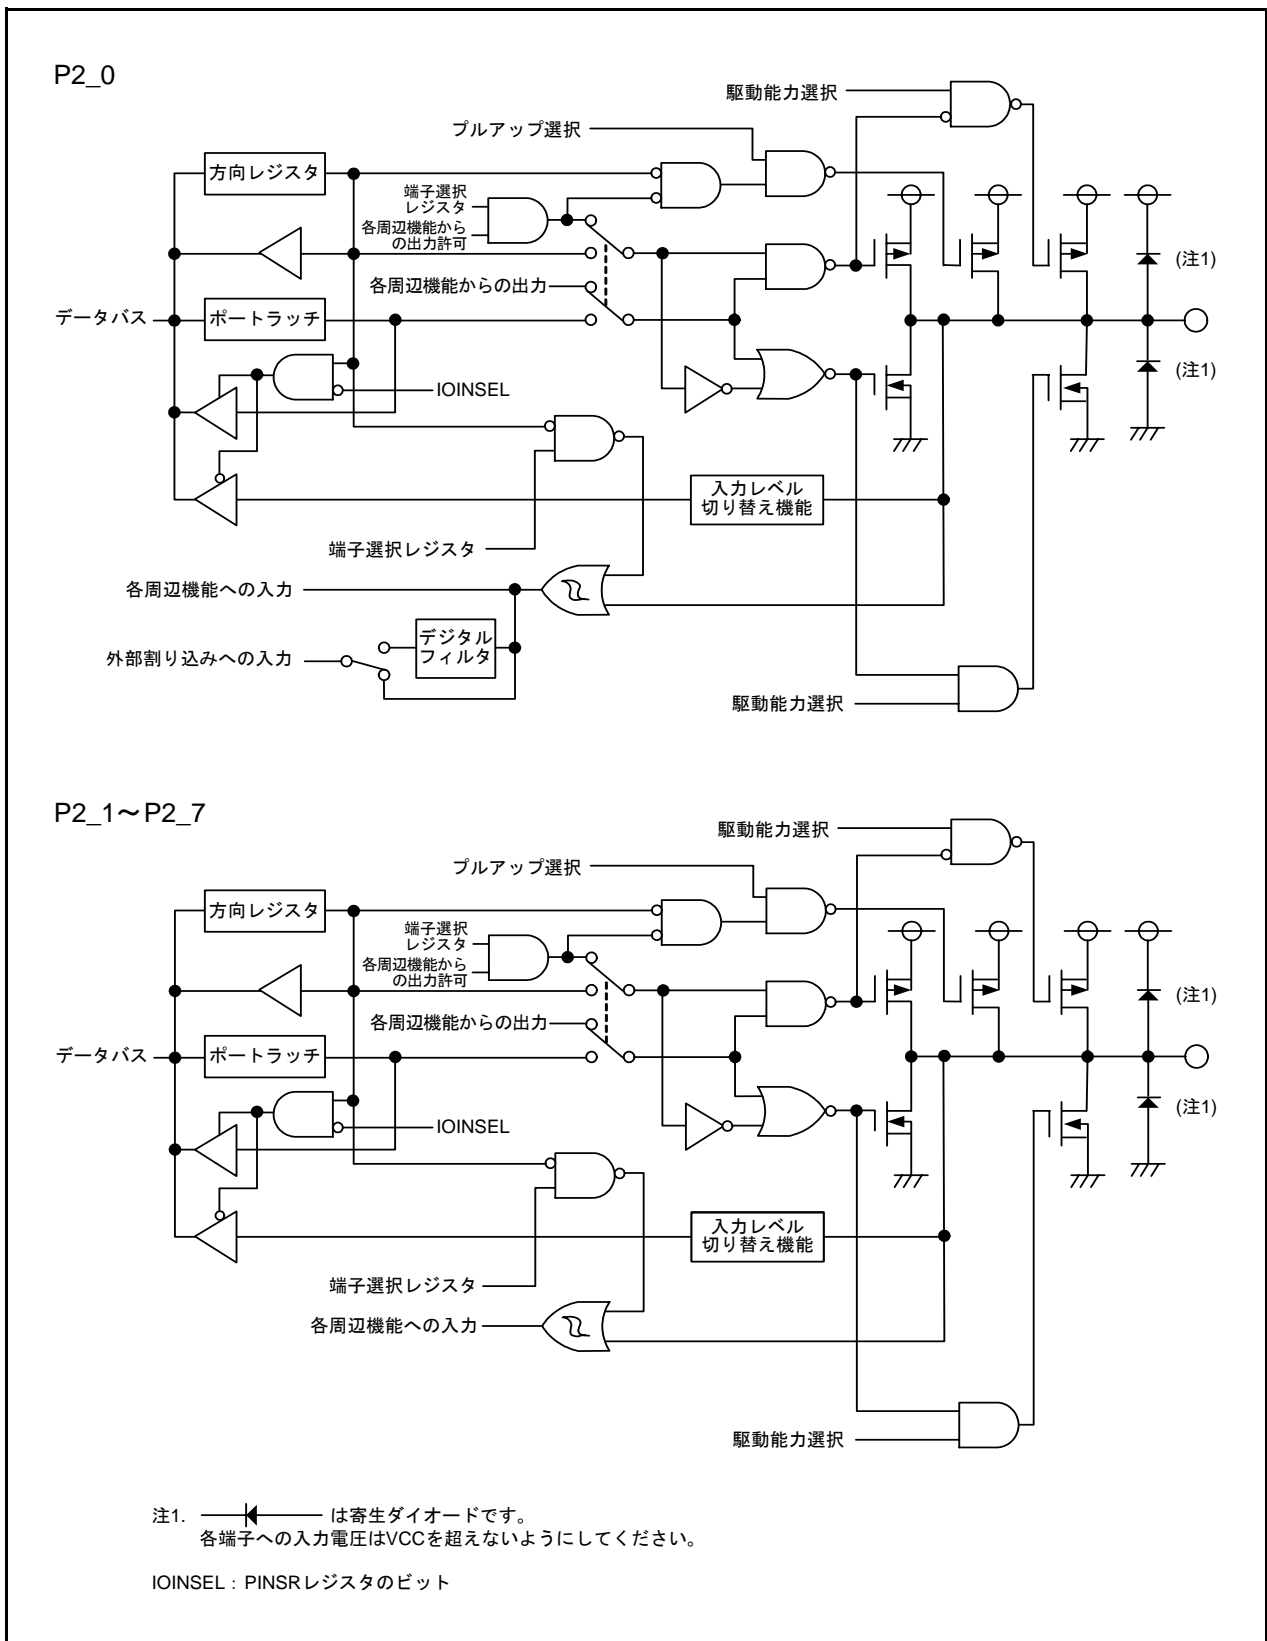 P2_0
駆動能力選択
プルアップ選択
方向レジスタ
端子選択
レジスタ
各周辺機能から
の出力許可
(注1)
各周辺機能からの出力
データバス
ポートラッチ
(注1)
IOINSEL
入力レベル
切り替え機能
端子選択レジスタ
各周辺機能への入力
デジタル
フィルタ
外部割り込みへの入力
駆動能力選択
P2_1～P2_7
駆動能力選択
プルアップ選択
方向レジスタ
端子選択
レジスタ
各周辺機能から
の出力許可
(注1)
各周辺機能からの出力
データバス
ポートラッチ
(注1)
IOINSEL
入力レベル
切り替え機能
端子選択レジスタ
各周辺機能への入力
駆動能力選択
注1. は寄生ダイオードです。
各端子への入力電圧はVCCを超えないようにしてください。
IOINSEL : PINSRレジスタのビット